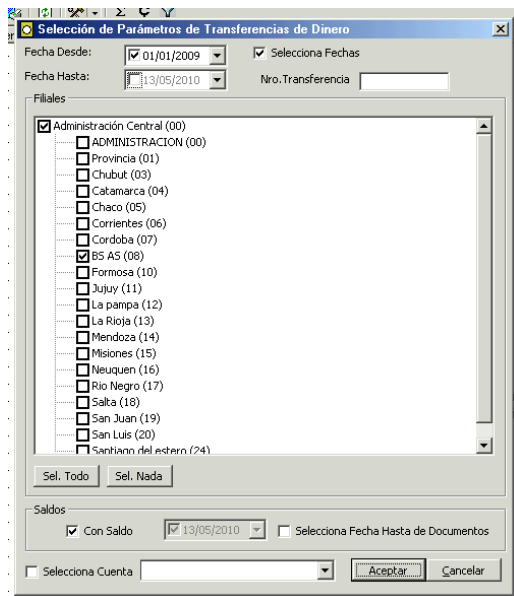 Selección de Parámetros de Transferencias de Dinero
Fecha Desde: 01/01/2009 Selecciona Fechas
Fecha Hasta: 13/05/2010 Nro.Transferencia
Filiales
Administración Central (00)
ADMINISTRACION (00)
Provincia (01)
Chubut (03)
Catamarca (04)
Chaco (05)
Corrientes (06)
Cordoba (07)
BS AS (08)
Formosa (10)
Jujuy (11)
La pampa (12)
La Rioja (13)
Mendoza (14)
Misiones (15)
Neuquen (16)
Rio Negro (17)
Salta (18)
San Juan (19)
San Luis (20)
Santiago del estero (24)
Sel. Todo Sel. Nada
Saldos
Con Saldo 13/05/2010 Selecciona Fecha Hasta de Documentos
Selecciona Cuenta Aceptar Cancelar